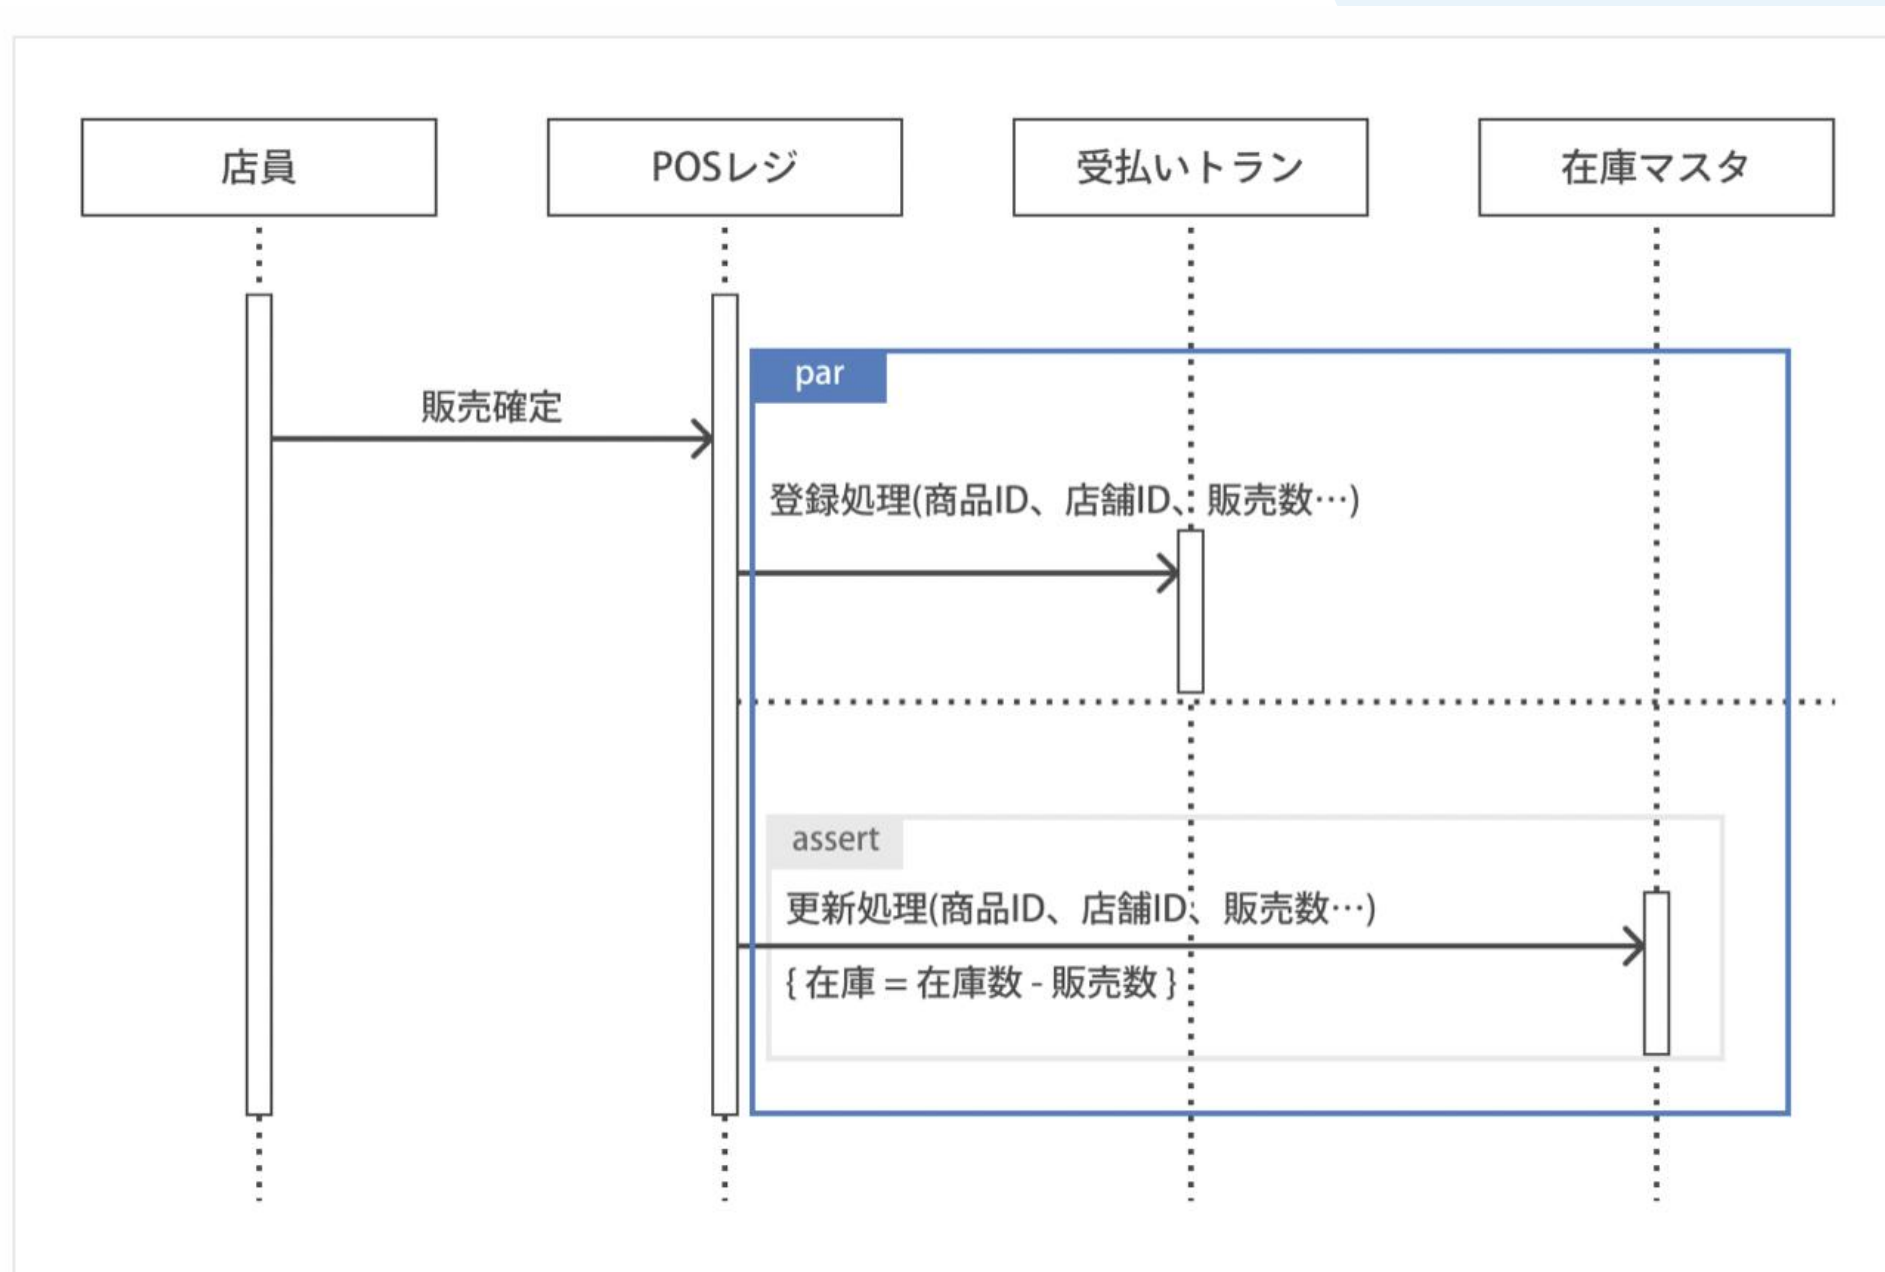 店員
POSレジ
受払いトラン
在庫マスタ
par
販売確定
登録処理(商品ID、店舗ID、販売数…)
assert
更新処理(商品ID、店舗ID、販売数…)
{ 在庫 = 在庫数 - 販売数 }